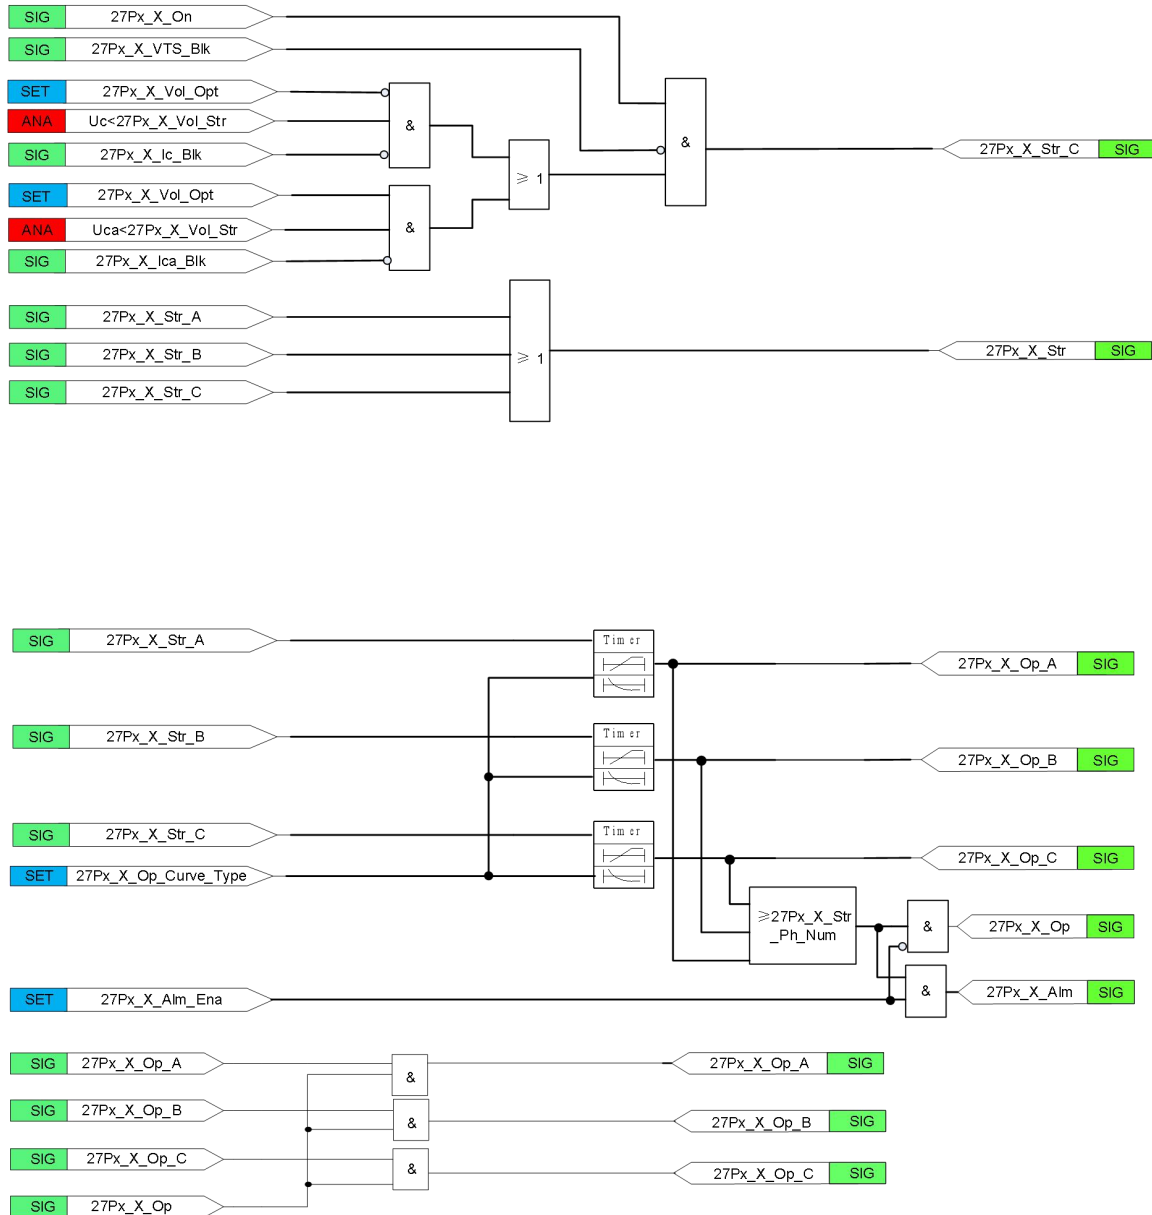 SIG 27Px_X_On
SIG 27Px_X_VTS_Blk
SET 27Px_X_Vol_Opt
ANA Uc<27Px_X_Vol_Str
&
SIG 27Px_X_Ic_Blk
& 27Px_X_Str_C SIG
≥ 1
SET 27Px_X_Vol_Opt
ANA Uca<27Px_X_Vol_Str
&
SIG 27Px_X_Ica_Blk
SIG 27Px_X_Str_A
SIG 27Px_X_Str_B
≥ 1
27Px_X_Str SIG
SIG 27Px_X_Str_C
SIG 27Px_X_Str_A
Timer
27Px_X_Op_A SIG
SIG 27Px_X_Str_B
Timer
27Px_X_Op_B SIG
SIG 27Px_X_Str_C
Timer
27Px_X_Op_C SIG
SET 27Px_X_Op_Curve_Type
≥27Px_X_Str
_Ph_Num
& 27Px_X_Op SIG
SET 27Px_X_Alm_Ena
& 27Px_X_Alm SIG
SIG 27Px_X_Op_A
& 27Px_X_Op_A SIG
SIG 27Px_X_Op_B
& 27Px_X_Op_B SIG
SIG 27Px_X_Op_C
& 27Px_X_Op_C SIG
SIG 27Px_X_Op